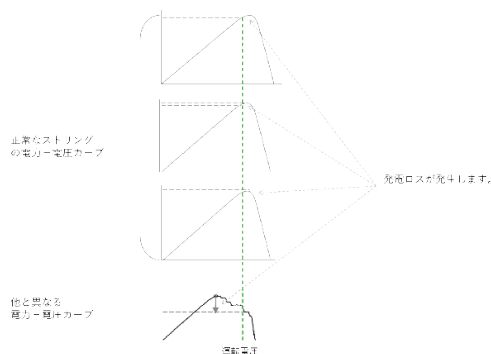 正常なストリング
の電力－電圧カーブ
発電ロスが発生します。
他と異なる
電力－電圧カーブ
運転電圧